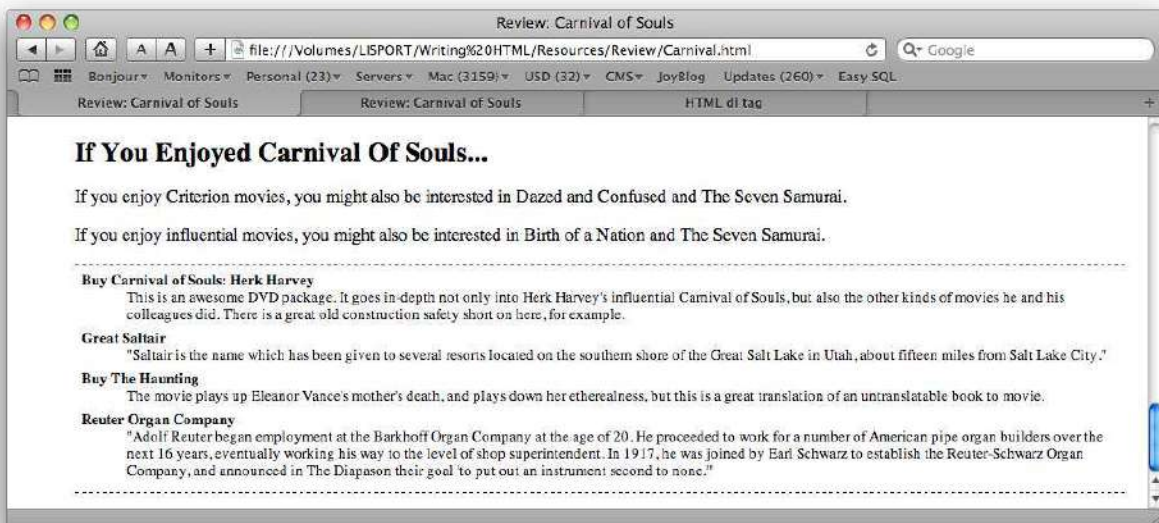 Review: Carnival of Souls
A A + file:///Volumes/LISPORT/Writing%20HTML/Resources/Review/Carnival.html Google
Bonjour Monitors Personal (23) Servers Mac (3159) USD (32) CMS JoyBlog Updates (260) Easy SQL
Review: Carnival of Souls Review: Carnival of Souls HTML dl tag +
If You Enjoyed Carnival Of Souls...
If you enjoy Criterion movies, you might also be interested in Dazed and Confused and The Seven Samurai.
If you enjoy influential movies, you might also be interested in Birth of a Nation and The Seven Samurai.
Buy Carnival of Souls: Herk Harvey
This is an awesome DVD package. It goes in-depth not only into Herk Harvey's influential Carnival of Souls, but also the other kinds of movies he and his
colleagues did. There is a great old construction safety short on here, for example.
Great Saltair
"Saltair is the name which has been given to several resorts located on the southern shore of the Great Salt Lake in Utah, about fifteen miles from Salt Lake City."
Buy The Haunting
The movie plays up Eleanor Vance's mother's death, and plays down her etherealness, but this is a great translation of an untranslatable book to movie.
Reuter Organ Company
"Adolf Reuter began employment at the Barkhoff Organ Company at the age of 20. He proceeded to work for a number of American pipe organ builders over the
next 16 years, eventually working his way to the level of shop superintendent. In 1917, he was joined by Earl Schwarz to establish the Reuter-Schwarz Organ
Company, and announced in The Diapason their goal 'to put out an instrument second to none."